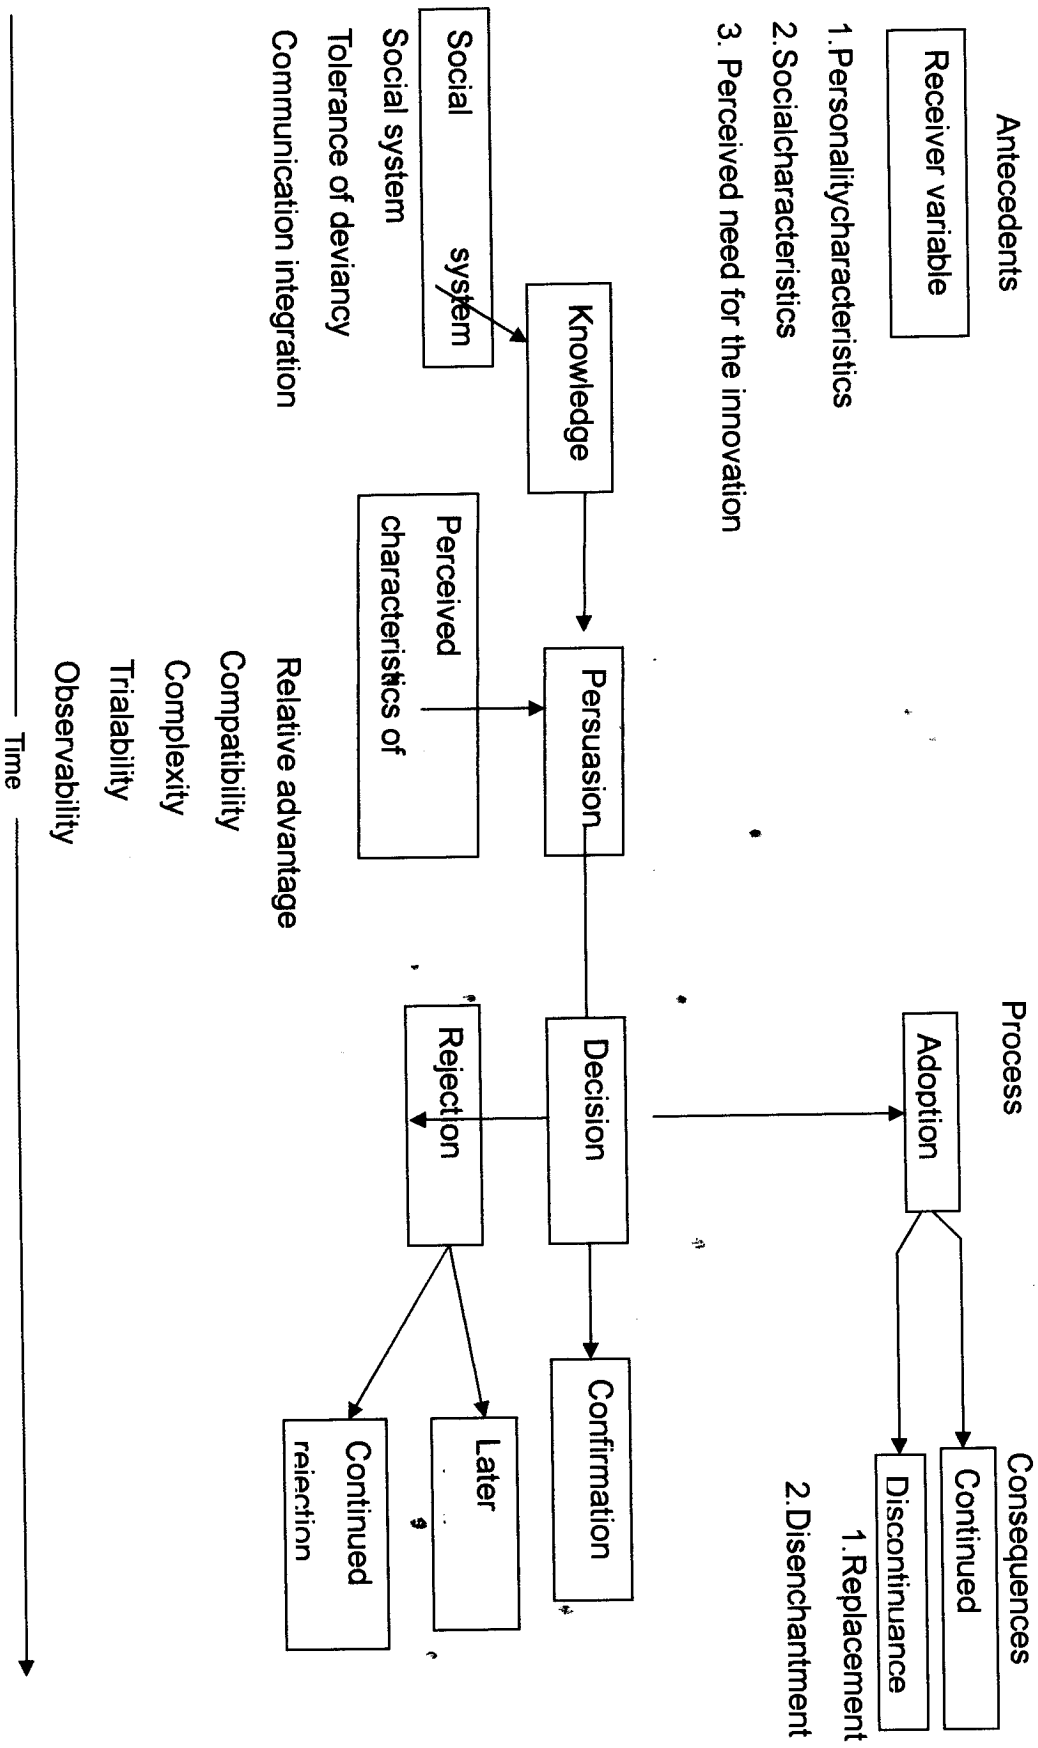 Antecedents
Process
Consequences
Receiver variable
1.Personalitycharacteristics
2.Socialcharacteristics
3. Perceived need for the innovation
Adoption
Continued
Discontinuance
1.Replacement
2.Disenchantment
Knowledge
Persuasion
Decision
Confirmation
Social system
Social system
Tolerance of deviancy
Communication integration
Perceived
characteristics of
Relative advantage
Compatibility
Complexity
Trialability
Observability
Rejection
Later
Continued
rejection
Time